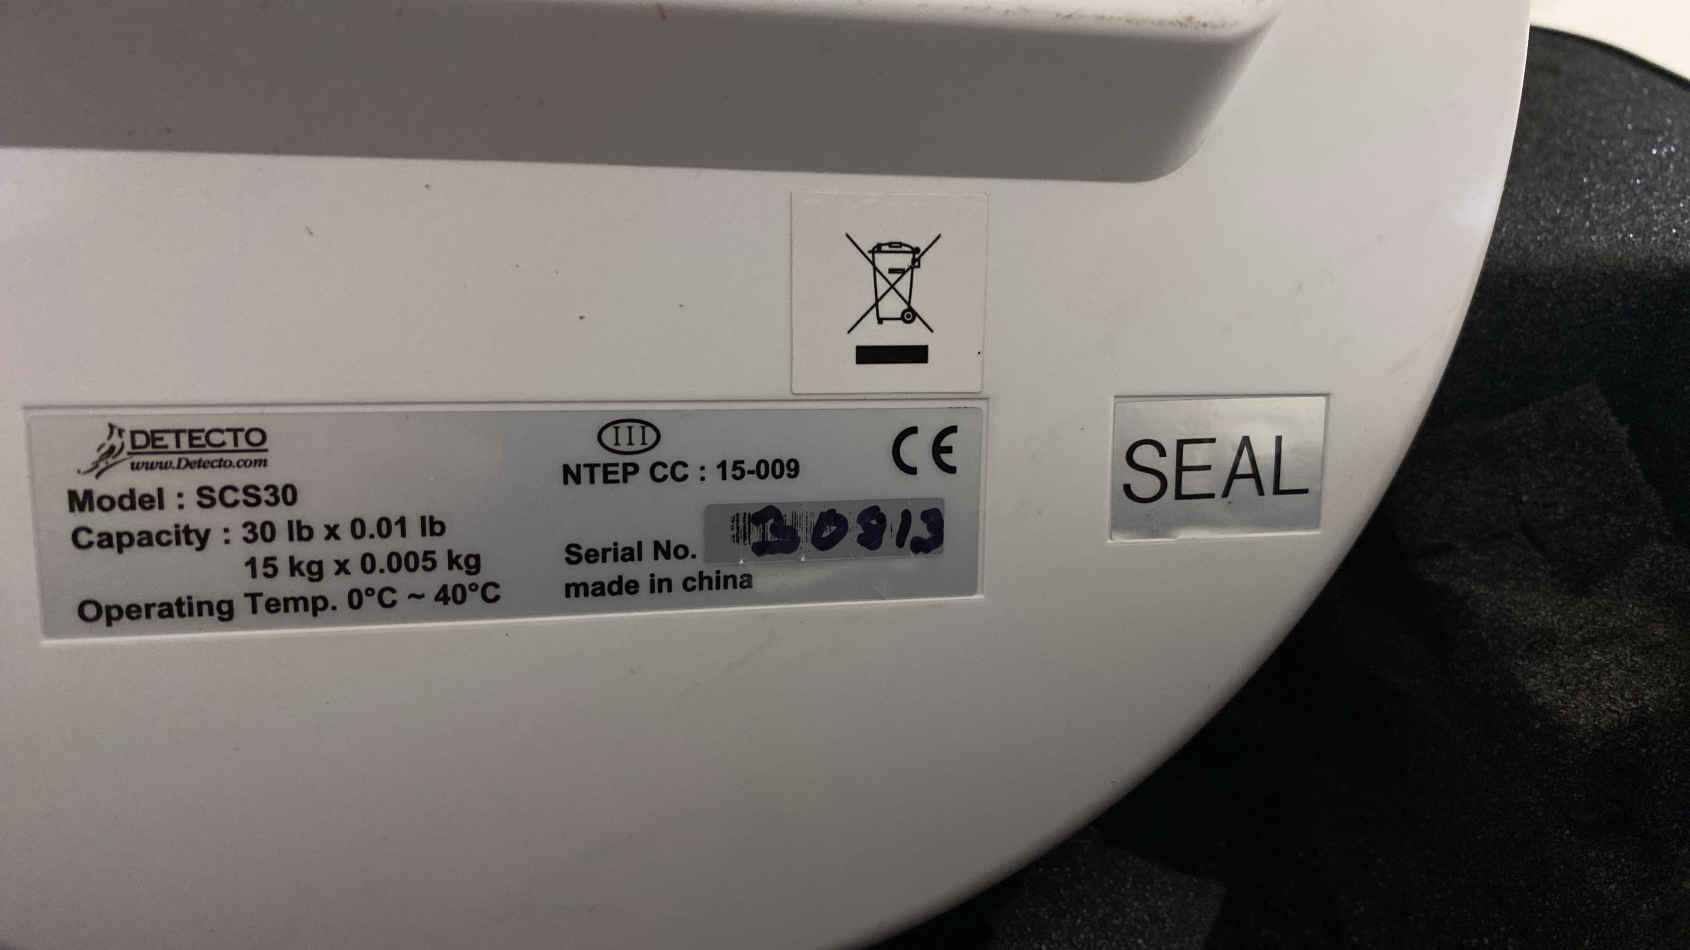 DETECTO
www.Detecto.com
Model : SCS30
Capacity : 30 lb x 0.01 lb
15 kg x 0.005 kg
Operating Temp. 0°C ~ 40°C
III
NTEP CC : 15-009
CE
Serial No.
made in china
SEAL